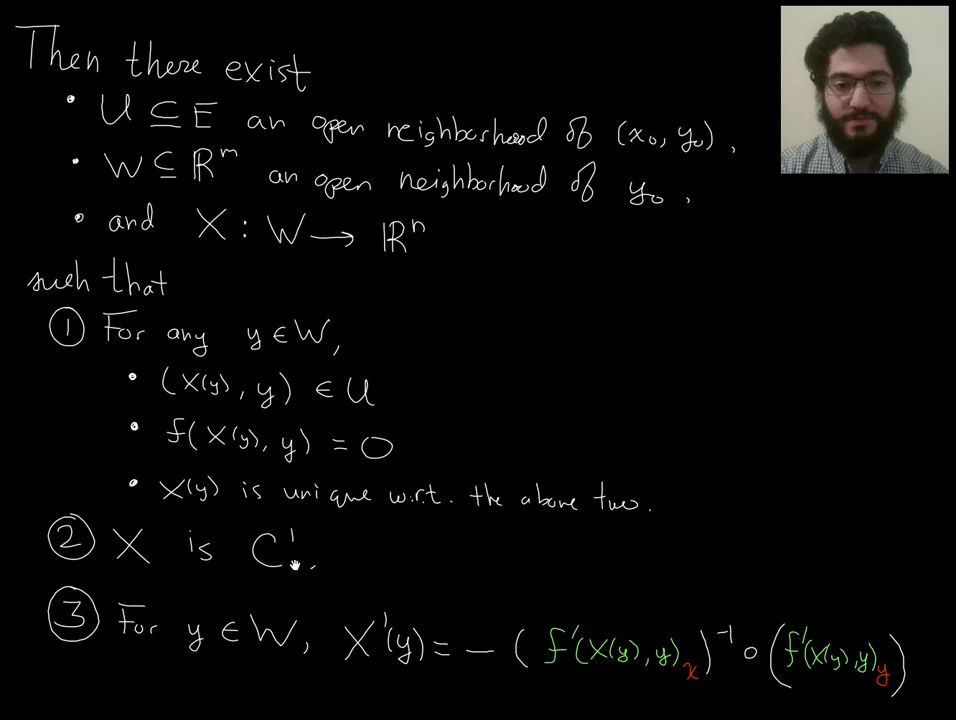 Then there exist
• U ⊆ E an open neighborhood of (x₀, y₀),
• W ⊆ ℝᵐ an open neighborhood of y₀,
• and X : W → ℝⁿ
such that
① For any y ∈ W,
• (X(y), y) ∈ U
• f(X(y), y) = 0
• X(y) is unique w.r.t. the above two.
② X is C¹.
③ For y ∈ W, X'(y) = − (f'(X(y), y)ₓ)⁻¹ ∘ (f'(X(y), y)_y)